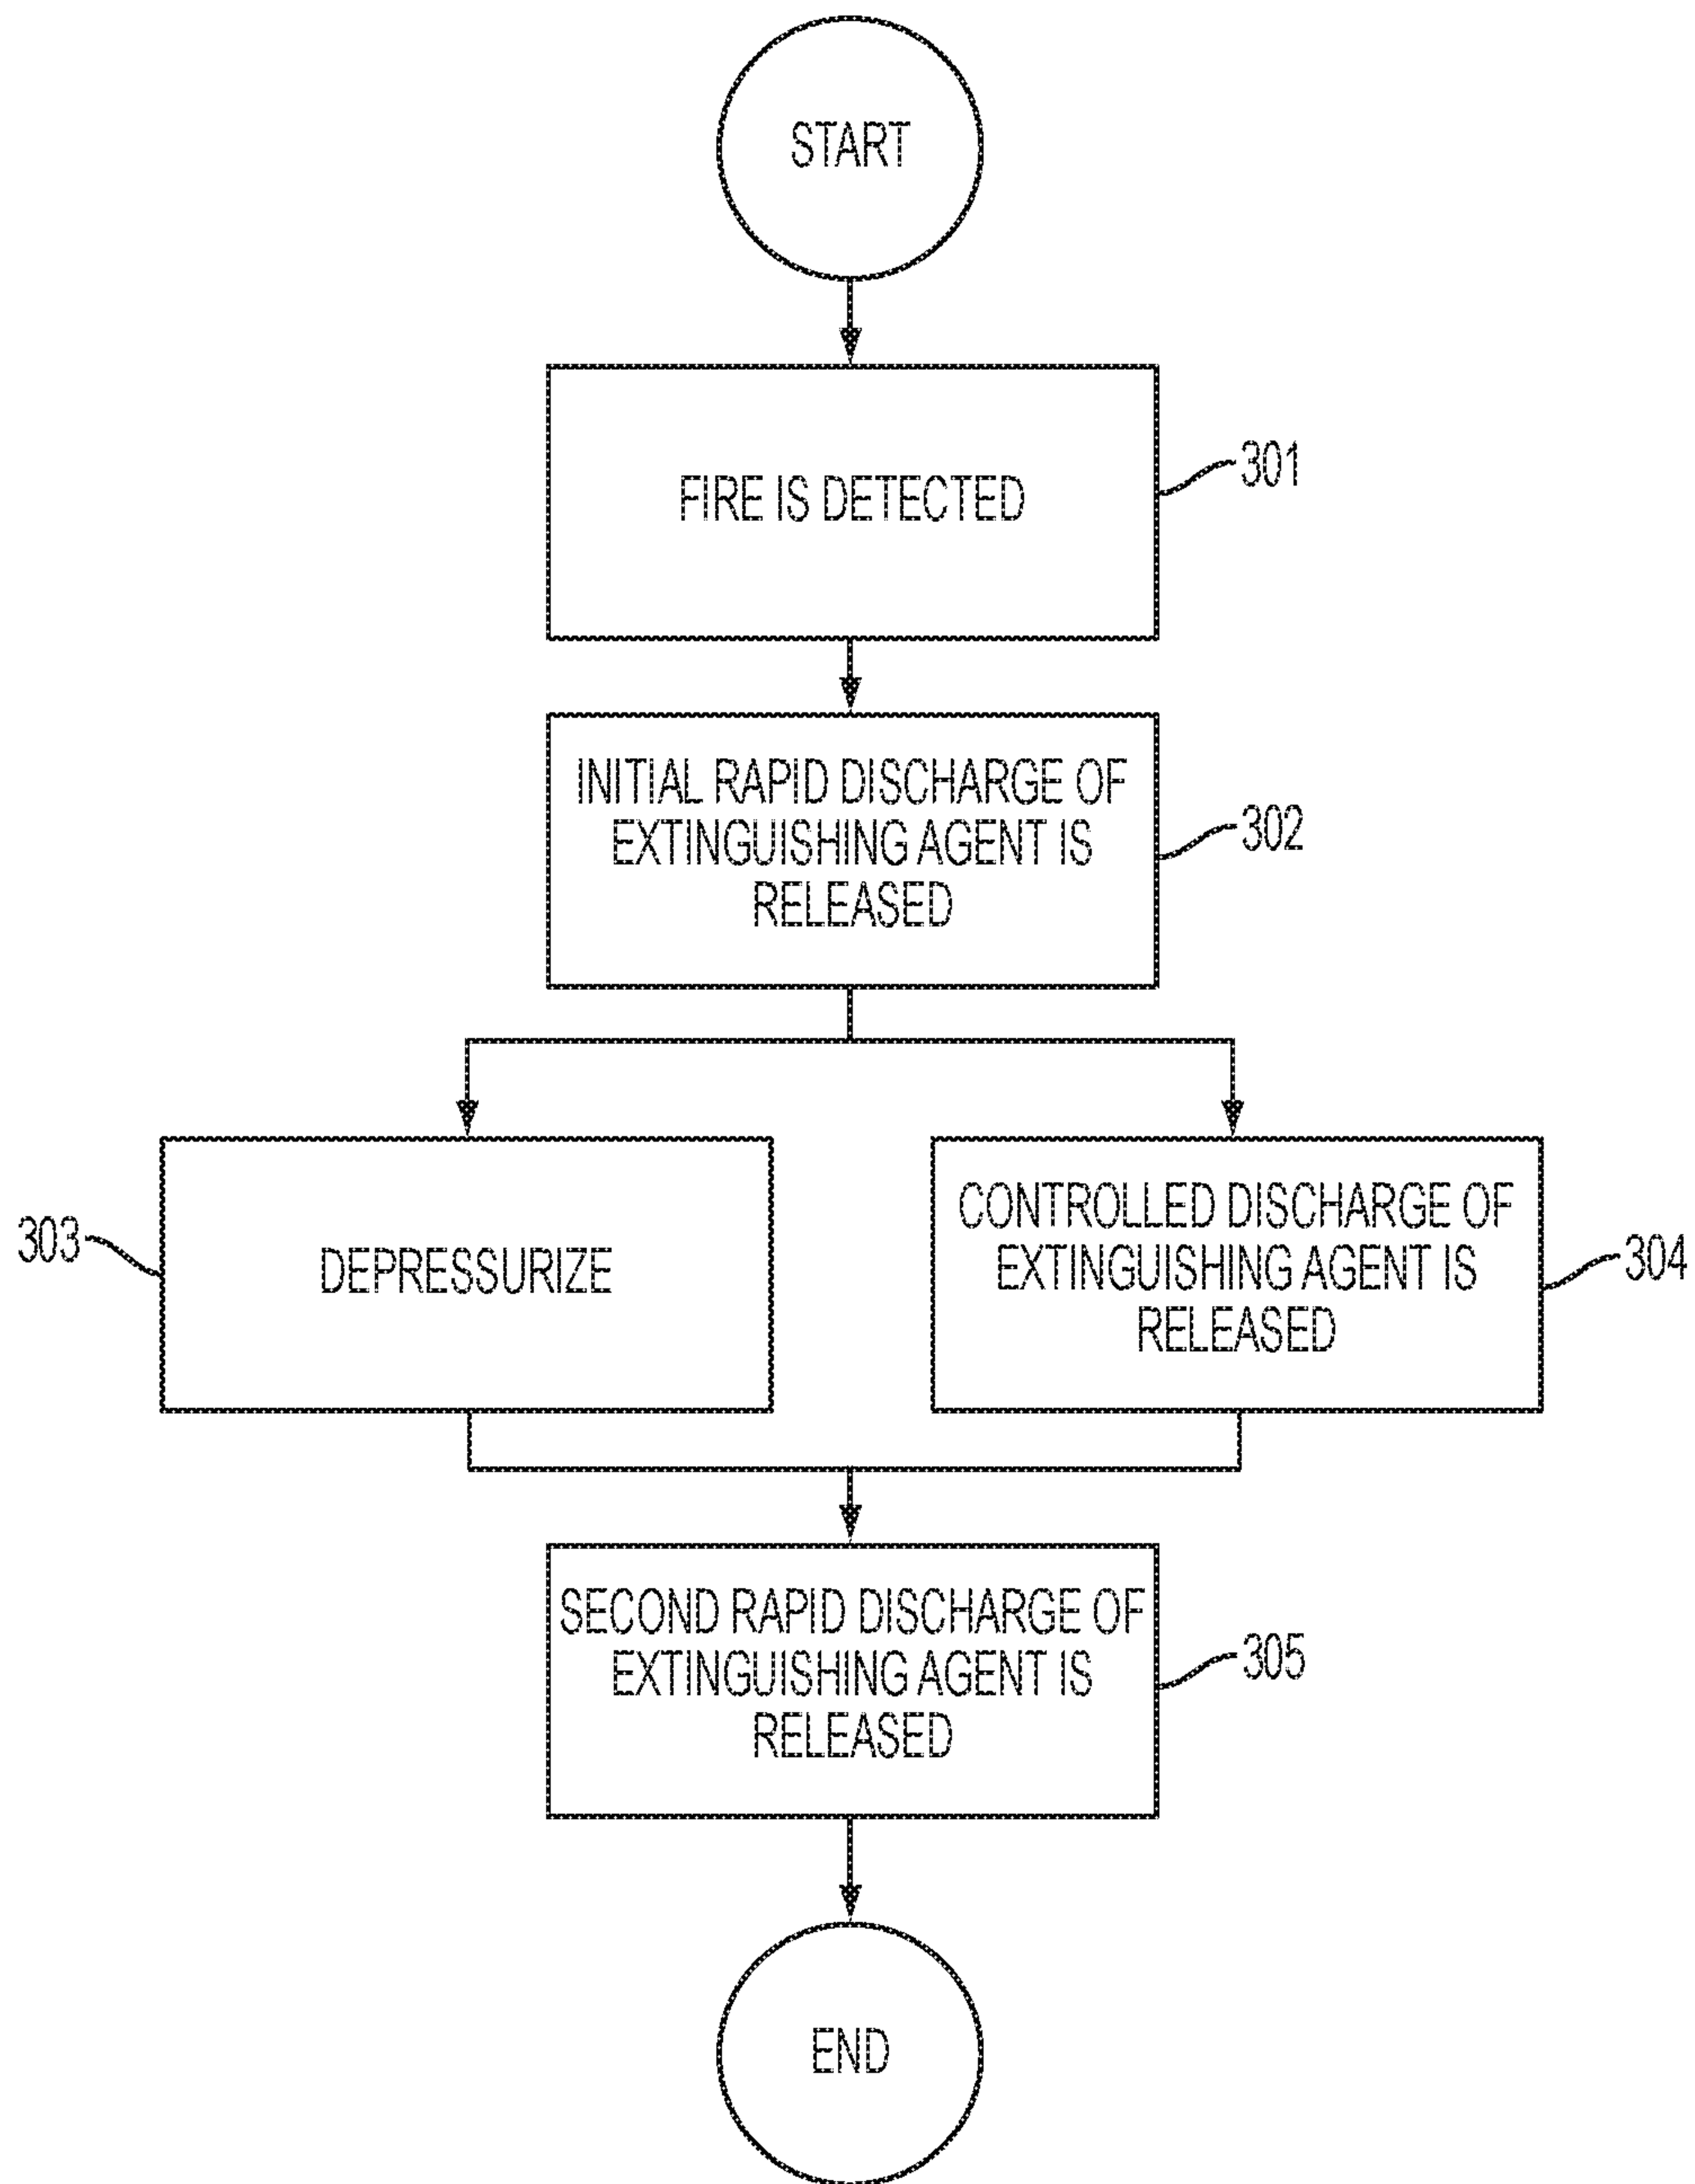 START
FIRE IS DETECTED
301
INITIAL RAPID DISCHARGE OF
EXTINGUISHING AGENT IS
RELEASED
302
303
DEPRESSURIZE
CONTROLLED DISCHARGE OF
EXTINGUISHING AGENT IS
RELEASED
304
SECOND RAPID DISCHARGE OF
EXTINGUISHING AGENT IS
RELEASED
305
END